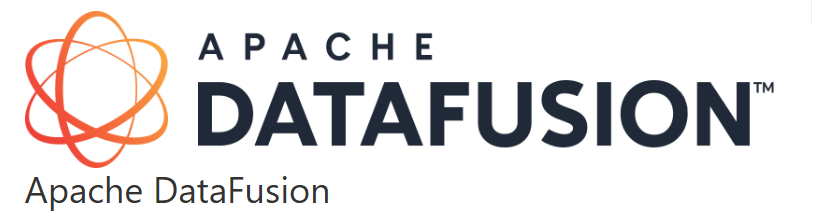 APACHE
DATAFUSION™
Apache DataFusion